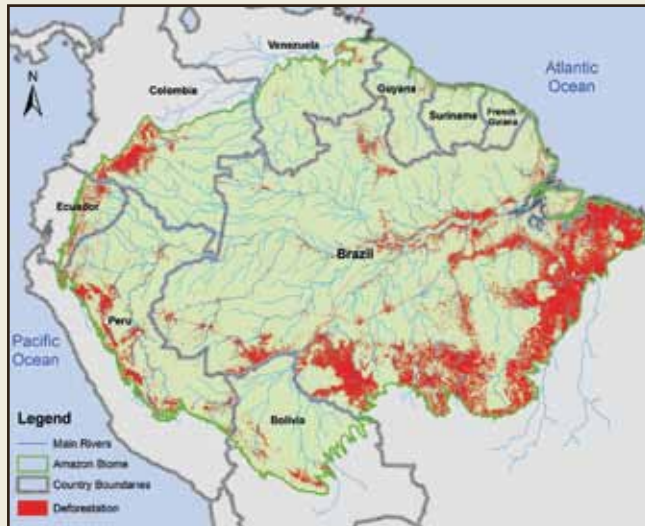 Venezuela
Atlantic
Ocean
N
Colombia
Guyana
Suriname
French
Guiana
Ecuador
Brazil
Peru
Pacific
Ocean
Bolivia
Legend
Main Rivers
Amazon Biome
Country Boundaries
Deforestation